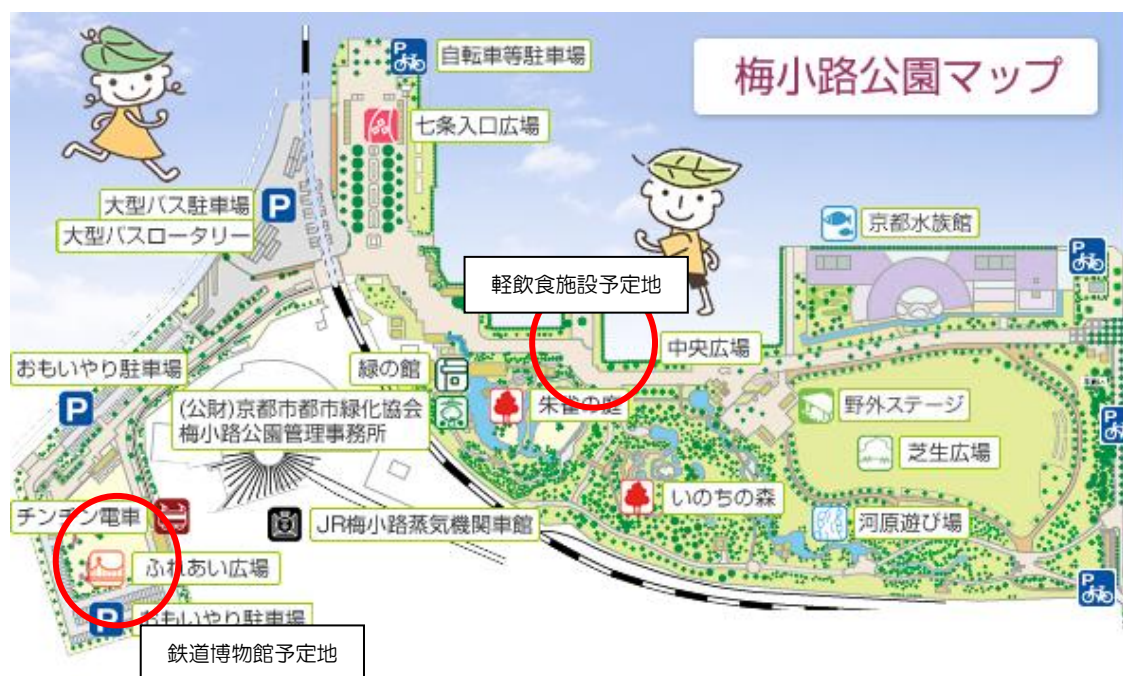 梅小路公園マップ
P
自転車等駐車場
七条入口広場
大型バス駐車場
大型バスロータリー
P
京都水族館
P
軽飲食施設予定地
中央広場
おもいやり駐車場
P
緑の館
(公財)京都市都市緑化協会
梅小路公園管理事務所
朱雀の庭
野外ステージ
P
芝生広場
いのちの森
チンチン電車
JR梅小路蒸気機関車館
河原遊び場
ふれあい広場
P
P
おもいやり駐車場
鉄道博物館予定地